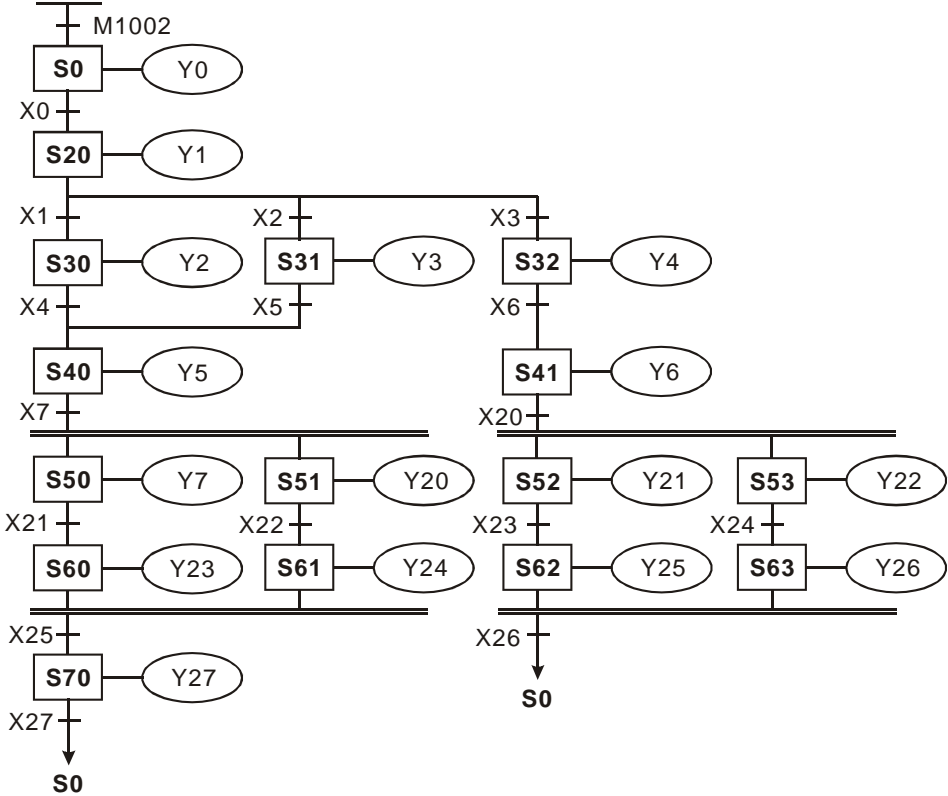 M1002
S0 Y0
X0
S20 Y1
X1 X2 X3
S30 Y2 S31 Y3 S32 Y4
X4 X5 X6
S40 Y5 S41 Y6
X7 X20
S50 Y7 S51 Y20 S52 Y21 S53 Y22
X21 X22 X23 X24
S60 Y23 S61 Y24 S62 Y25 S63 Y26
X25 X26
S70 Y27 S0
X27
S0